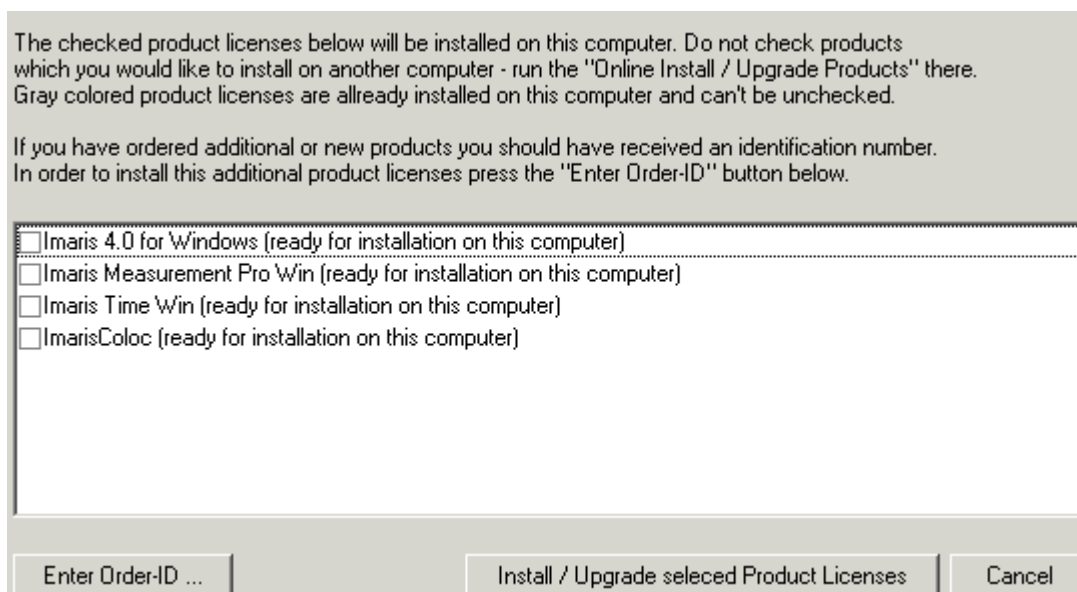 The checked product licenses below will be installed on this computer. Do not check products
which you would like to install on another computer - run the "Online Install / Upgrade Products" there.
Gray colored product licenses are allready installed on this computer and can't be unchecked.
If you have ordered additional or new products you should have received an identification number.
In order to install this additional product licenses press the "Enter Order-ID" button below.
Imaris 4.0 for Windows (ready for installation on this computer)
Imaris Measurement Pro Win (ready for installation on this computer)
Imaris Time Win (ready for installation on this computer)
ImarisColoc (ready for installation on this computer)
Enter Order-ID ... Install / Upgrade seleced Product Licenses Cancel